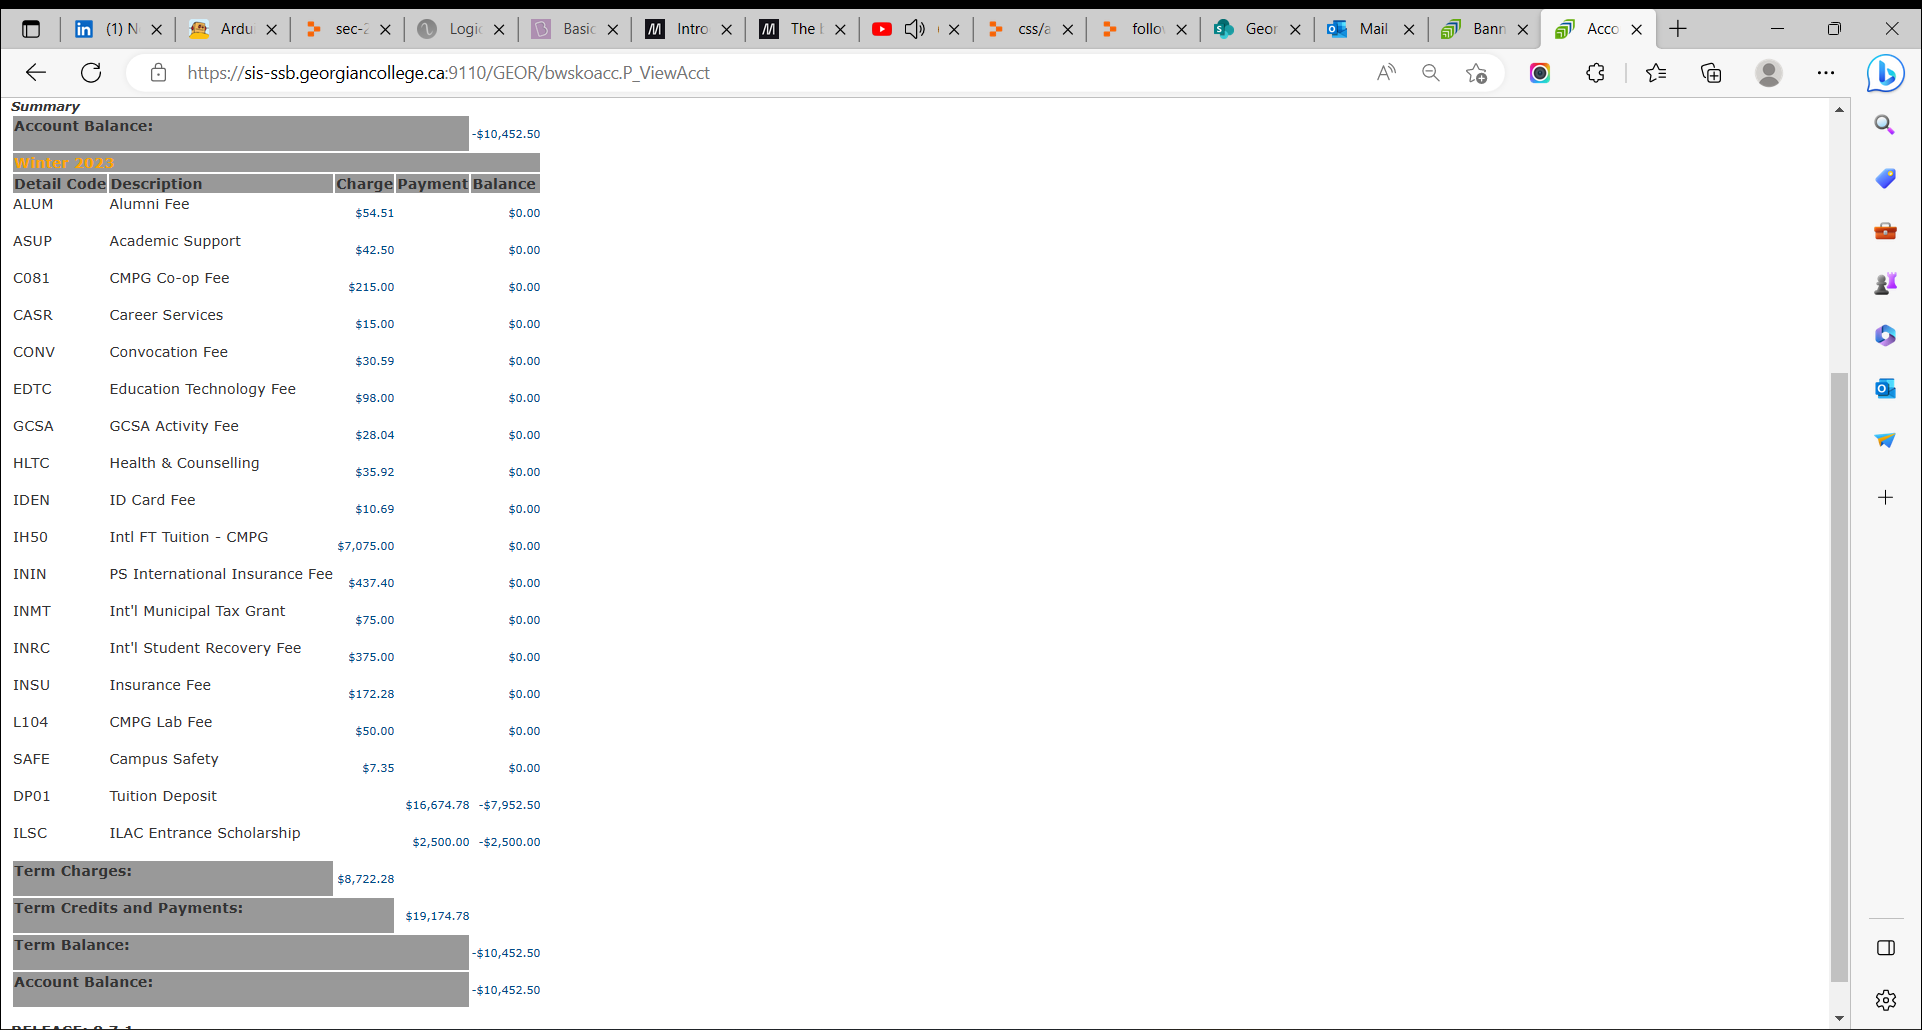 (1) N
Ardui
sec-2
Logic
Basic
Intro
The b
css/a
follov
Geor
Mail
Bann
Acco
https://sis-ssb.georgiancollege.ca:9110/GEOR/bwskoacc.P_ViewAcct
Summary
Account Balance: -$10,452.50
Winter 2023
Detail Code Description Charge Payment Balance
ALUM Alumni Fee $54.51 $0.00
ASUP Academic Support $42.50 $0.00
C081 CMPG Co-op Fee $215.00 $0.00
CASR Career Services $15.00 $0.00
CONV Convocation Fee $30.59 $0.00
EDTC Education Technology Fee $98.00 $0.00
GCSA GCSA Activity Fee $28.04 $0.00
HLTC Health & Counselling $35.92 $0.00
IDEN ID Card Fee $10.69 $0.00
IH50 Intl FT Tuition - CMPG $7,075.00 $0.00
ININ PS International Insurance Fee $437.40 $0.00
INMT Int'l Municipal Tax Grant $75.00 $0.00
INRC Int'l Student Recovery Fee $375.00 $0.00
INSU Insurance Fee $172.28 $0.00
L104 CMPG Lab Fee $50.00 $0.00
SAFE Campus Safety $7.35 $0.00
DP01 Tuition Deposit $16,674.78 -$7,952.50
ILSC ILAC Entrance Scholarship $2,500.00 -$2,500.00
Term Charges: $8,722.28
Term Credits and Payments: $19,174.78
Term Balance: -$10,452.50
Account Balance: -$10,452.50